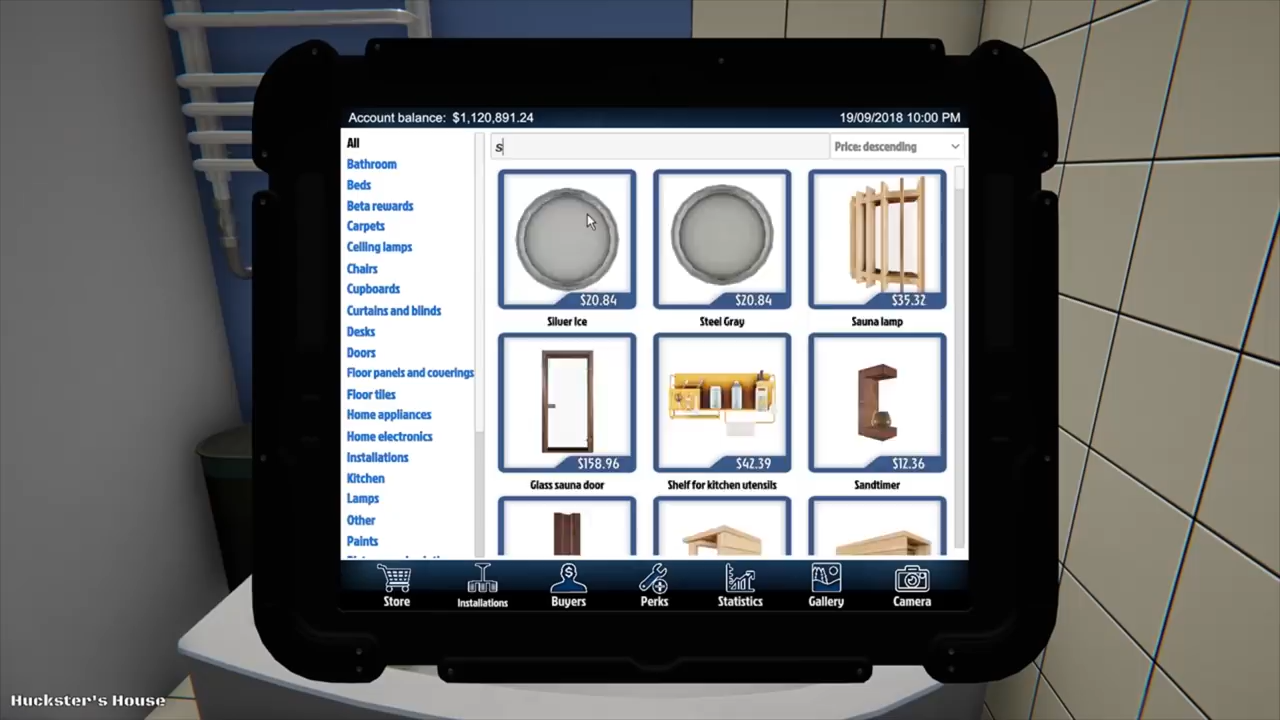 Account balance: $1,120,891.24
19/09/2018 10:00 PM
All
Bathroom
Beds
Beta rewards
Carpets
Ceiling lamps
Chairs
Cupboards
Curtains and blinds
Desks
Doors
Floor panels and coverings
Floor tiles
Home appliances
Home electronics
Installations
Kitchen
Lamps
Other
Paints
s
Price: descending
$20.84
$20.84
$35.32
Silver Ice
Steel Gray
Sauna lamp
$158.96
$42.39
$12.36
Glass sauna door
Shelf for kitchen utensils
Sandtimer
Store
Installations
Buyers
Perks
Statistics
Gallery
Camera
Huckster's House